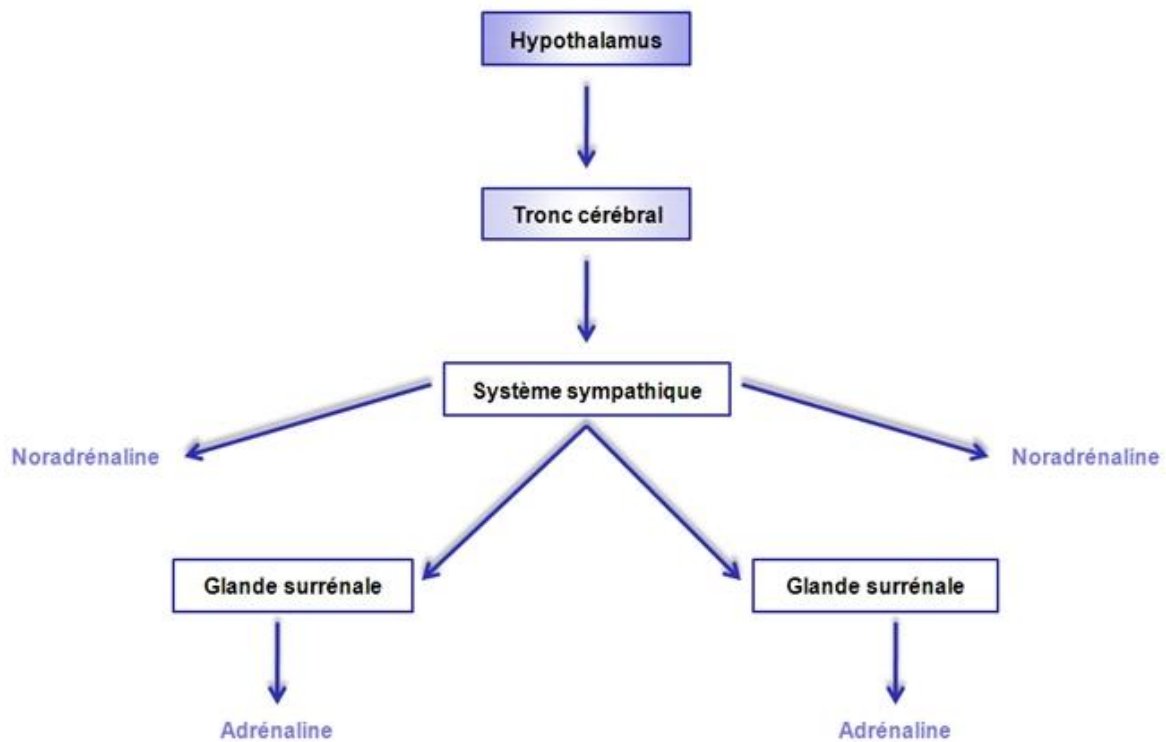 Hypothalamus
Tronc cérébral
Système sympathique
Noradrénaline
Noradrénaline
Glande surrénale
Glande surrénale
Adrénaline
Adrénaline